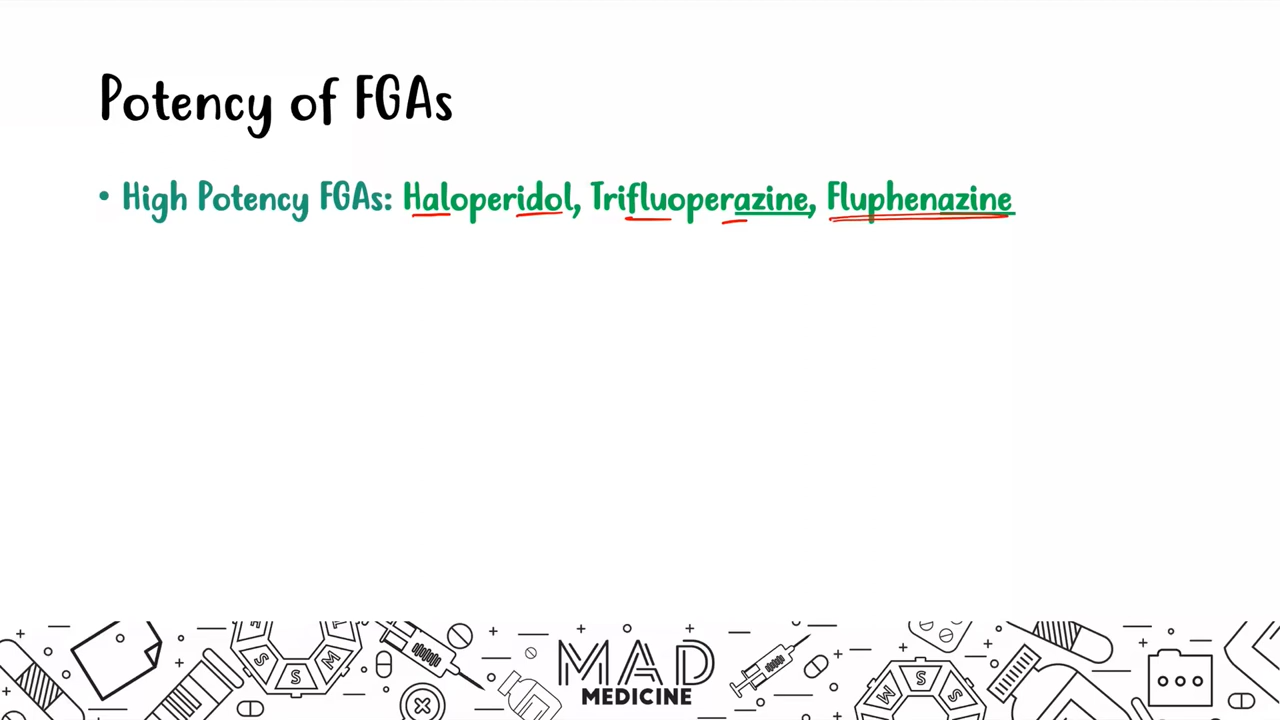 Potency of FGAs
• High Potency FGAs: Haloperidol, Trifluoperazine, Fluphenazine
S S M
MAD
MEDICINE
M S S